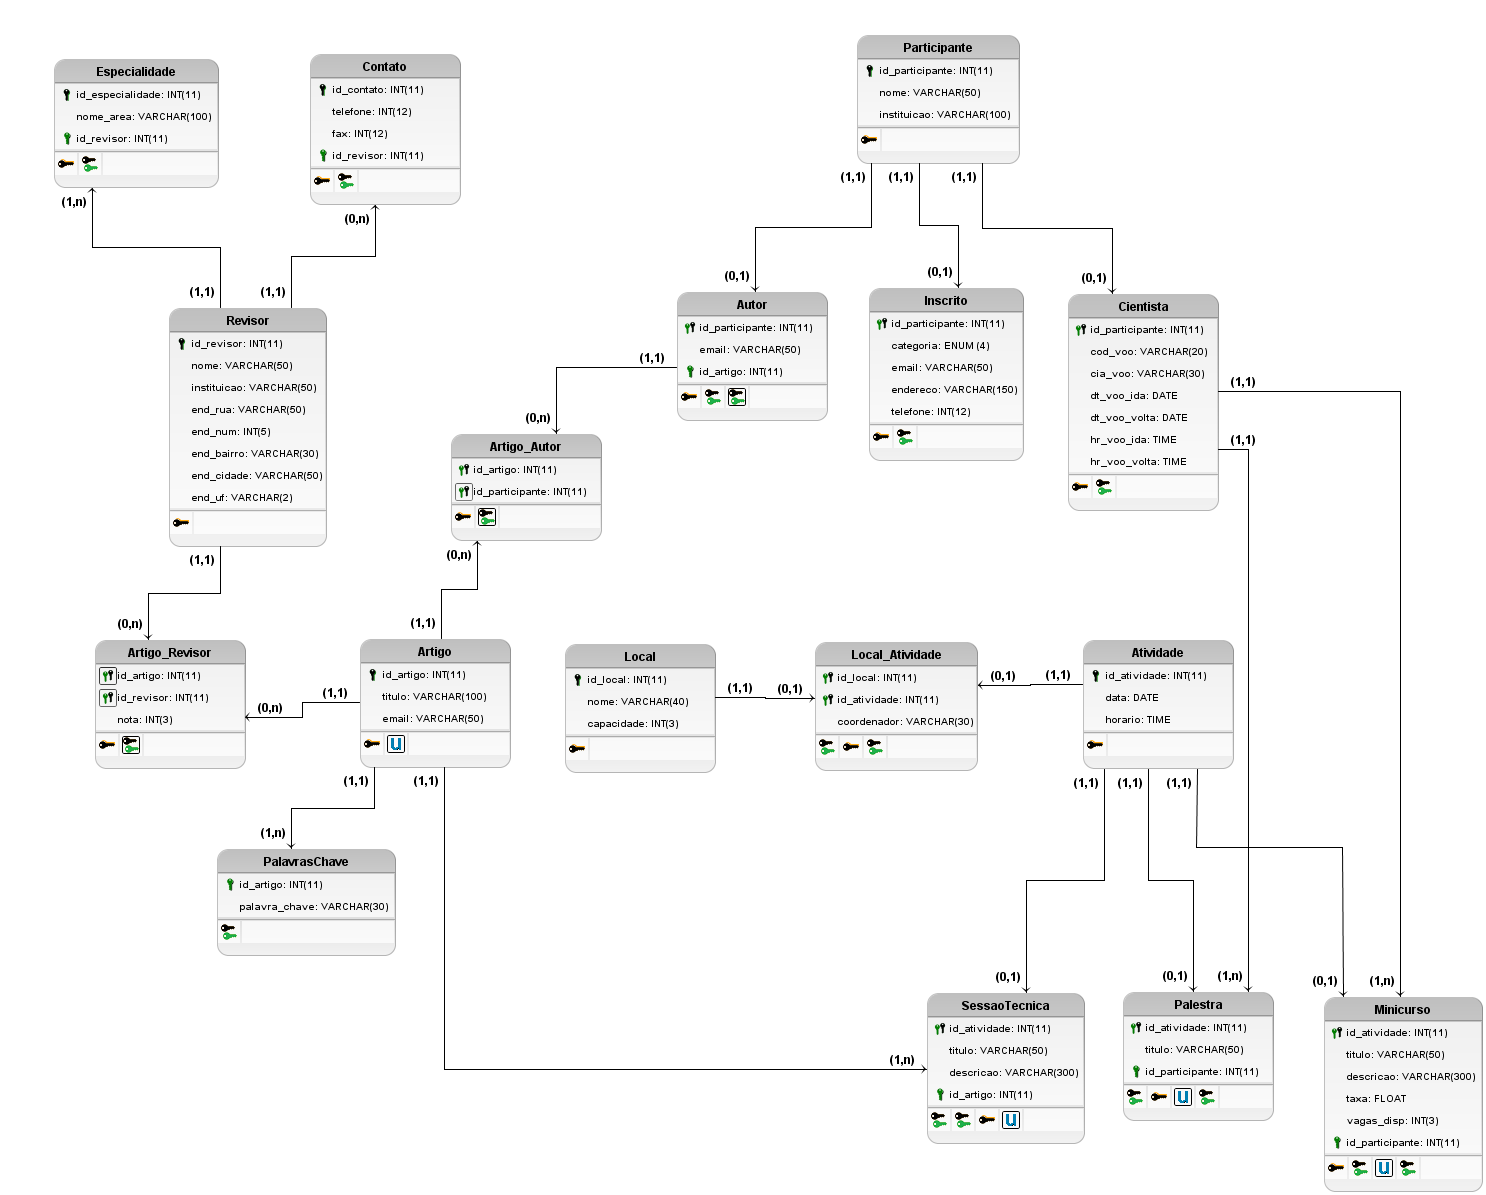 Especialidade
id_especialidade: INT(11)
nome_area: VARCHAR(100)
id_revisor: INT(11)
(1,n)
Contato
id_contato: INT(11)
telefone: INT(12)
fax: INT(12)
id_revisor: INT(11)
(0,n)
Participante
id_participante: INT(11)
nome: VARCHAR(50)
instituicao: VARCHAR(100)
(1,1)
(1,1)
(1,1)
(0,1)
(0,1)
(0,1)
(1,1)
(1,1)
Revisor
id_revisor: INT(11)
nome: VARCHAR(50)
instituicao: VARCHAR(50)
end_rua: VARCHAR(50)
end_num: INT(5)
end_bairro: VARCHAR(30)
end_cidade: VARCHAR(50)
end_uf: VARCHAR(2)
(1,1)
(0,n)
Autor
id_participante: INT(11)
email: VARCHAR(50)
id_artigo: INT(11)
(1,1)
(0,n)
Inscrito
id_participante: INT(11)
categoria: ENUM (4)
email: VARCHAR(50)
endereco: VARCHAR(150)
telefone: INT(12)
Cientista
id_participante: INT(11)
cod_voo: VARCHAR(20)
cia_voo: VARCHAR(30)
dt_voo_ida: DATE
dt_voo_volta: DATE
hr_voo_ida: TIME
hr_voo_volta: TIME
(1,1)
(1,1)
Artigo_Autor
id_artigo: INT(11)
id_participante: INT(11)
(0,n)
(1,1)
Artigo_Revisor
id_artigo: INT(11)
id_revisor: INT(11)
nota: INT(3)
(0,n)
(1,1)
Artigo
id_artigo: INT(11)
titulo: VARCHAR(100)
email: VARCHAR(50)
u
(1,1)
(1,1)
Local
id_local: INT(11)
nome: VARCHAR(40)
capacidade: INT(3)
(1,1)
(0,1)
Local_Atividade
id_local: INT(11)
id_atividade: INT(11)
coordenador: VARCHAR(30)
(0,1)
(1,1)
Atividade
id_atividade: INT(11)
data: DATE
horario: TIME
(1,1)
(1,1)
(1,1)
(1,n)
PalavrasChave
id_artigo: INT(11)
palavra_chave: VARCHAR(30)
(0,1)
(0,1)
(1,n)
(0,1)
(1,n)
(1,n)
SessaoTecnica
id_atividade: INT(11)
titulo: VARCHAR(50)
descricao: VARCHAR(300)
id_artigo: INT(11)
u
Palestra
id_atividade: INT(11)
titulo: VARCHAR(50)
id_participante: INT(11)
u
Minicurso
id_atividade: INT(11)
titulo: VARCHAR(50)
descricao: VARCHAR(300)
taxa: FLOAT
vagas_disp: INT(3)
id_participante: INT(11)
u